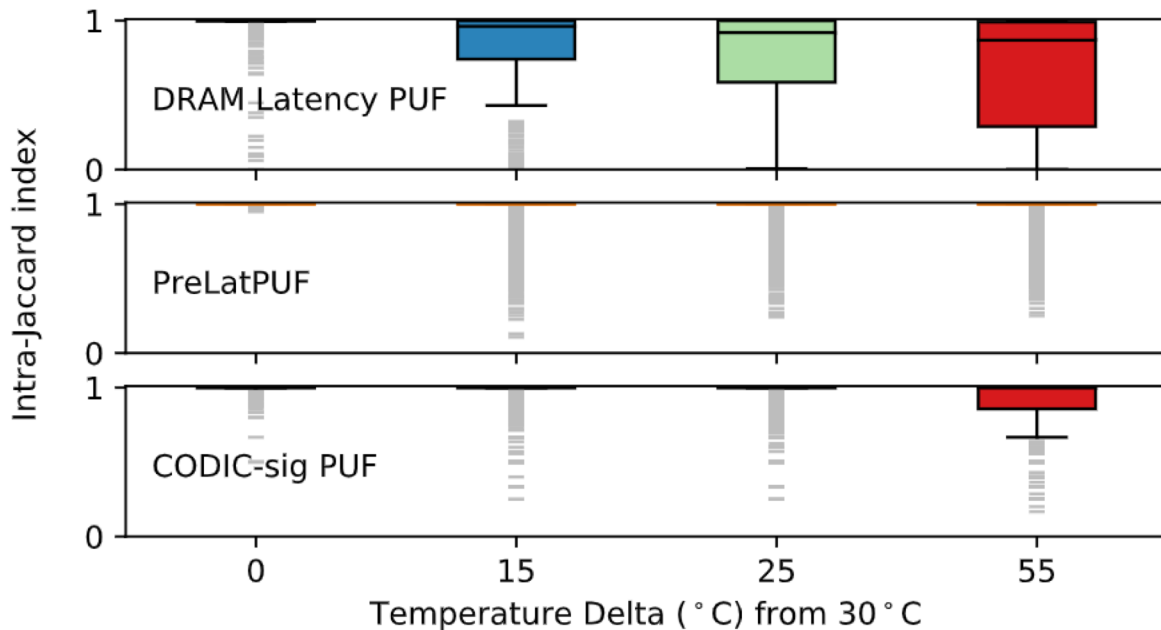 Intra-Jaccard index
1
DRAM Latency PUF
0
1
PreLatPUF
0
1
CODIC-sig PUF
0
0 15 25 55
Temperature Delta (°C) from 30°C